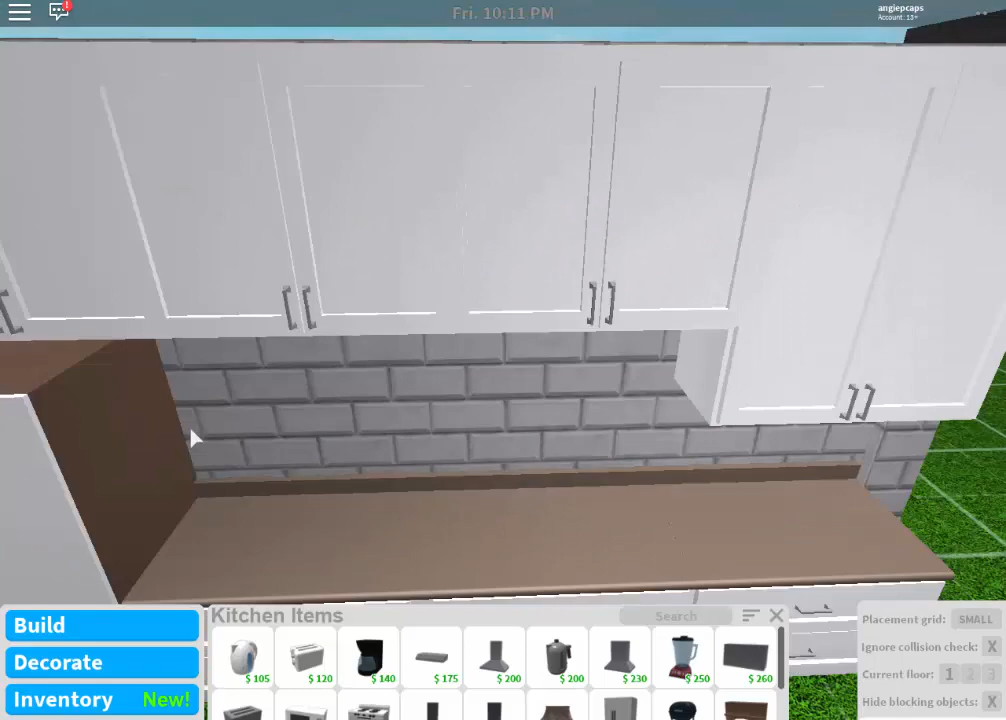 Fri. 10:11 PM
angiepcaps
Account: 13+
Build
Decorate
Inventory New!
Kitchen Items
Search
$ 105
$ 120
$ 140
$ 175
$ 200
$ 200
$ 230
$ 250
$ 260
Placement grid: SMALL
Ignore collision check: X
Current floor: 1 2 3
Hide blocking objects: X